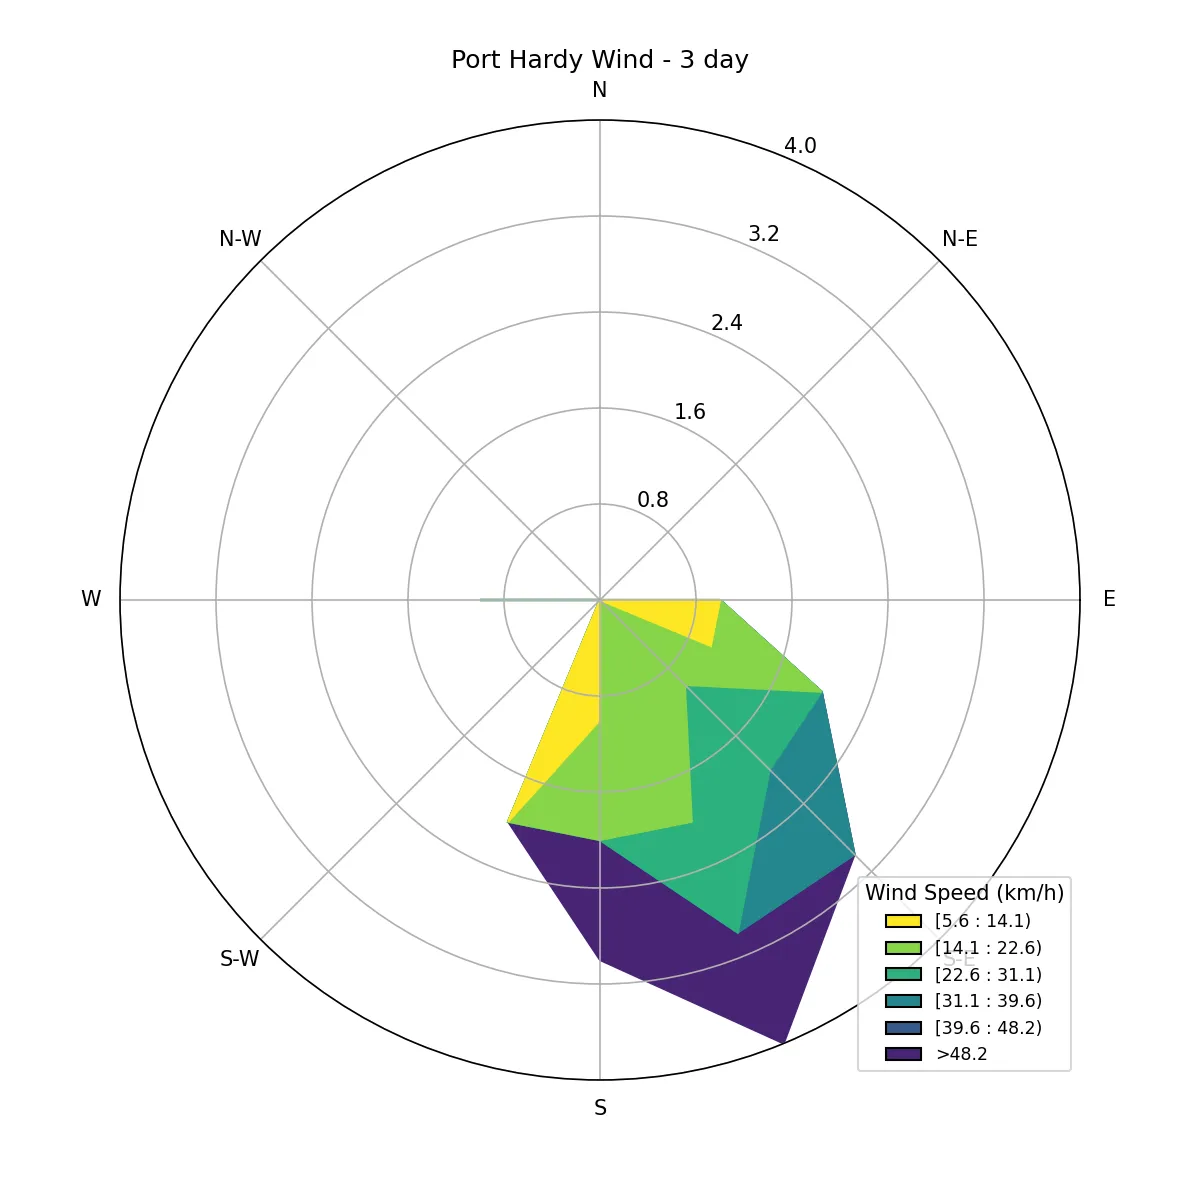 Port Hardy Wind - 3 day
N
4.0
N-W
3.2
N-E
2.4
1.6
0.8
W
E
S-W
S-E
S
Wind Speed (km/h)
[5.6 : 14.1)
[14.1 : 22.6)
[22.6 : 31.1)
[31.1 : 39.6)
[39.6 : 48.2)
>48.2